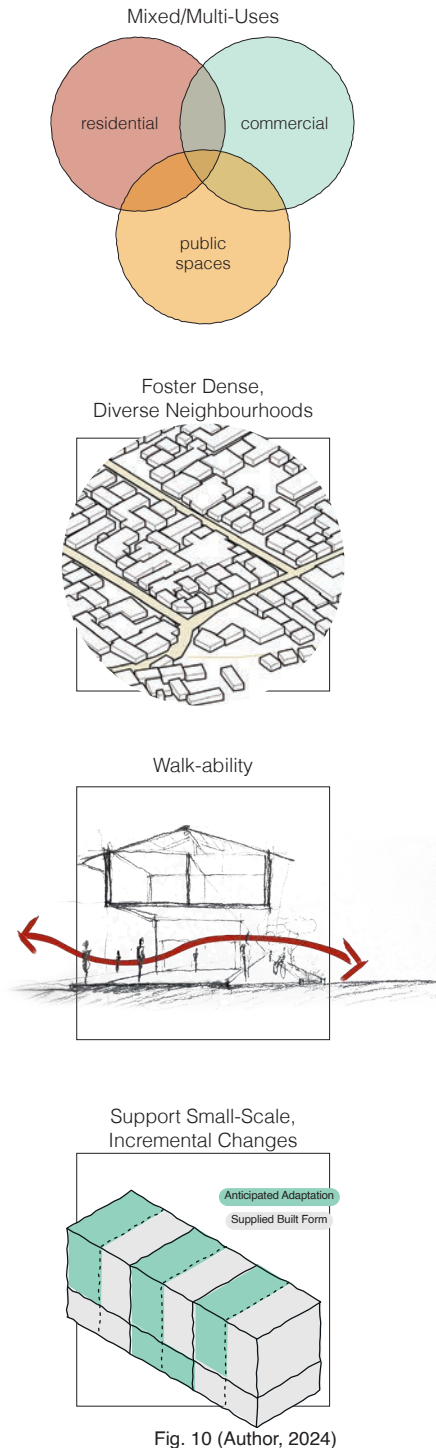 Mixed/Multi-Uses
residential
commercial
public
spaces
Foster Dense,
Diverse Neighbourhoods
Walk-ability
Support Small-Scale,
Incremental Changes
Anticipated Adaptation
Supplied Built Form
Fig. 10 (Author, 2024)